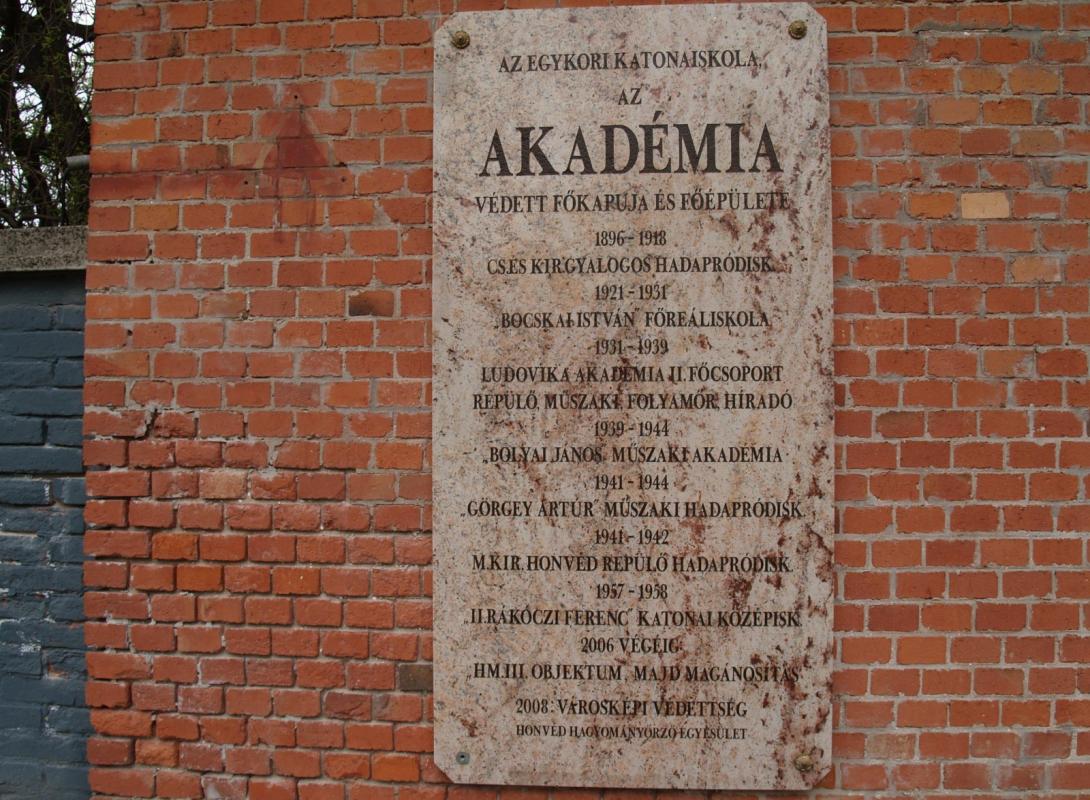 AZ EGYKORI KATONAISKOLA,
AZ
AKADÉMIA
VÉDETT FŐKAPUJA ÉS FŐÉPÜLETE
1896 - 1918
CS.ÉS KIR.GYALOGOS HADAPRÓDISK.
1921 - 1931
„BOCSKAI ISTVÁN” FŐREÁLISKOLA
1931 - 1939
LUDOVIKA AKADÉMIA II. FŐCSOPORT
REPÜLŐ, MŰSZAKI, FOLYAMŐR, HÍRADÓ
1939 - 1944
„BOLYAI JÁNOS” MŰSZAKI AKADÉMIA
1941 - 1944
„GÖRGEY ARTÚR” MŰSZAKI HADAPRÓDISK.
1941 - 1942
M.KIR. HONVÉD REPÜLŐ HADAPRÓDISK.
1957 - 1958
„II.RÁKÓCZI FERENC” KATONAI KÖZÉPISK.
2006 VÉGÉIG
„HM.III. OBJEKTUM, MAJD MAGÁNOSÍTÁS”
2008: VÁROSKÉPI VÉDETTSÉG
HONVÉD HAGYOMÁNYŐRZŐ EGYESÜLET